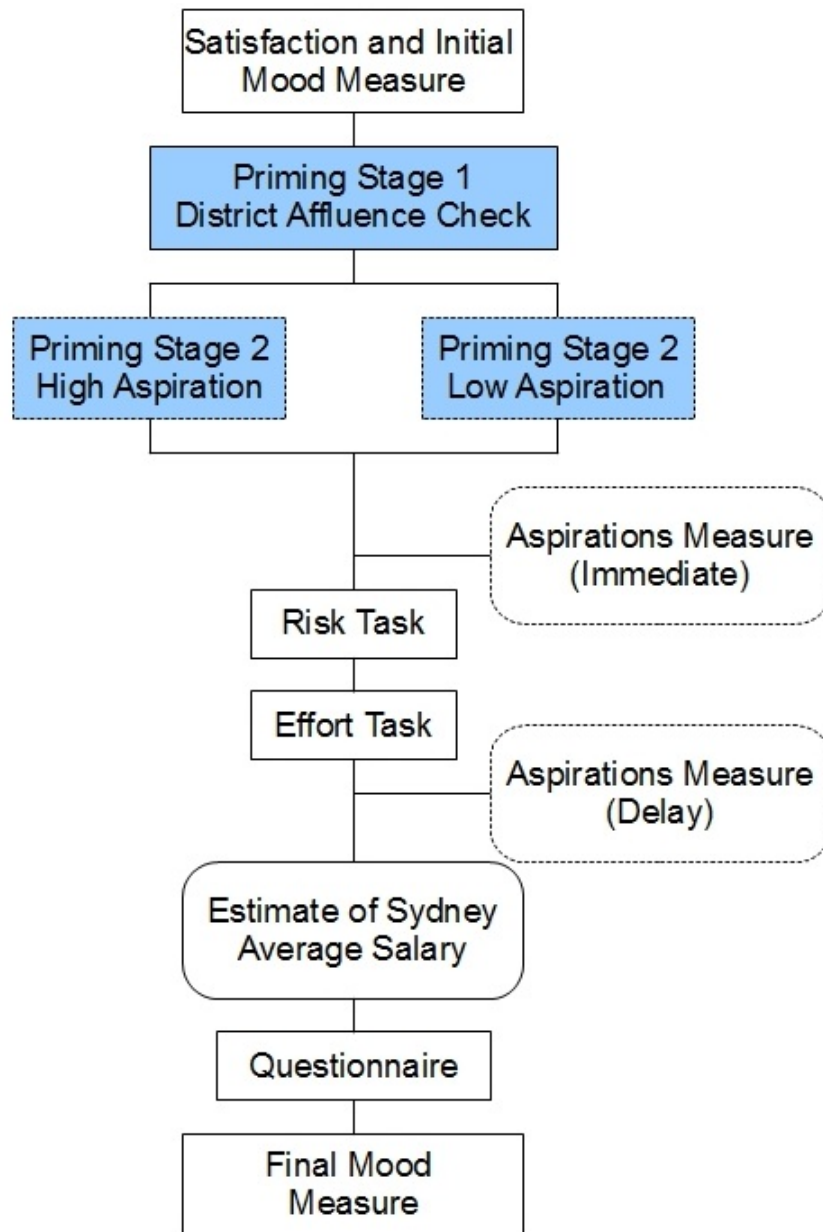 Satisfaction and Initial
Mood Measure
Priming Stage 1
District Affluence Check
Priming Stage 2
High Aspiration
Priming Stage 2
Low Aspiration
Aspirations Measure
(Immediate)
Risk Task
Effort Task
Aspirations Measure
(Delay)
Estimate of Sydney
Average Salary
Questionnaire
Final Mood
Measure